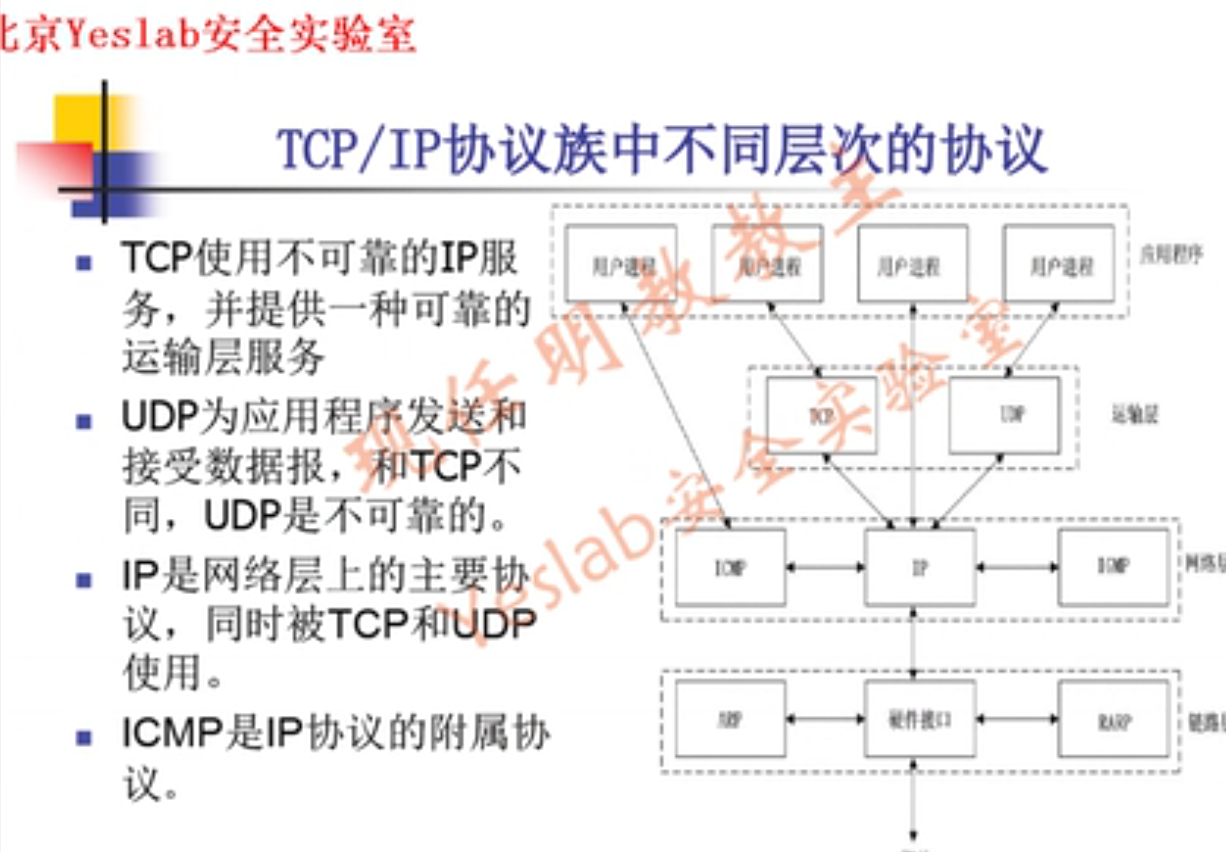 北京Yeslab安全实验室
TCP/IP协议族中不同层次的协议
TCP使用不可靠的IP服
务，并提供一种可靠的
运输层服务
UDP为应用程序发送和
接受数据报，和TCP不
同，UDP是不可靠的。
IP是网络层上的主要协
议，同时被TCP和UDP
使用。
ICMP是IP协议的附属协
议。
用户进程 用户进程 用户进程 用户进程 应用程序
TCP UDP 运输层
ICMP IP IGMP 网络层
ARP 硬件接口 RARP 链路层
现任明教教主
Yeslab安全实验室